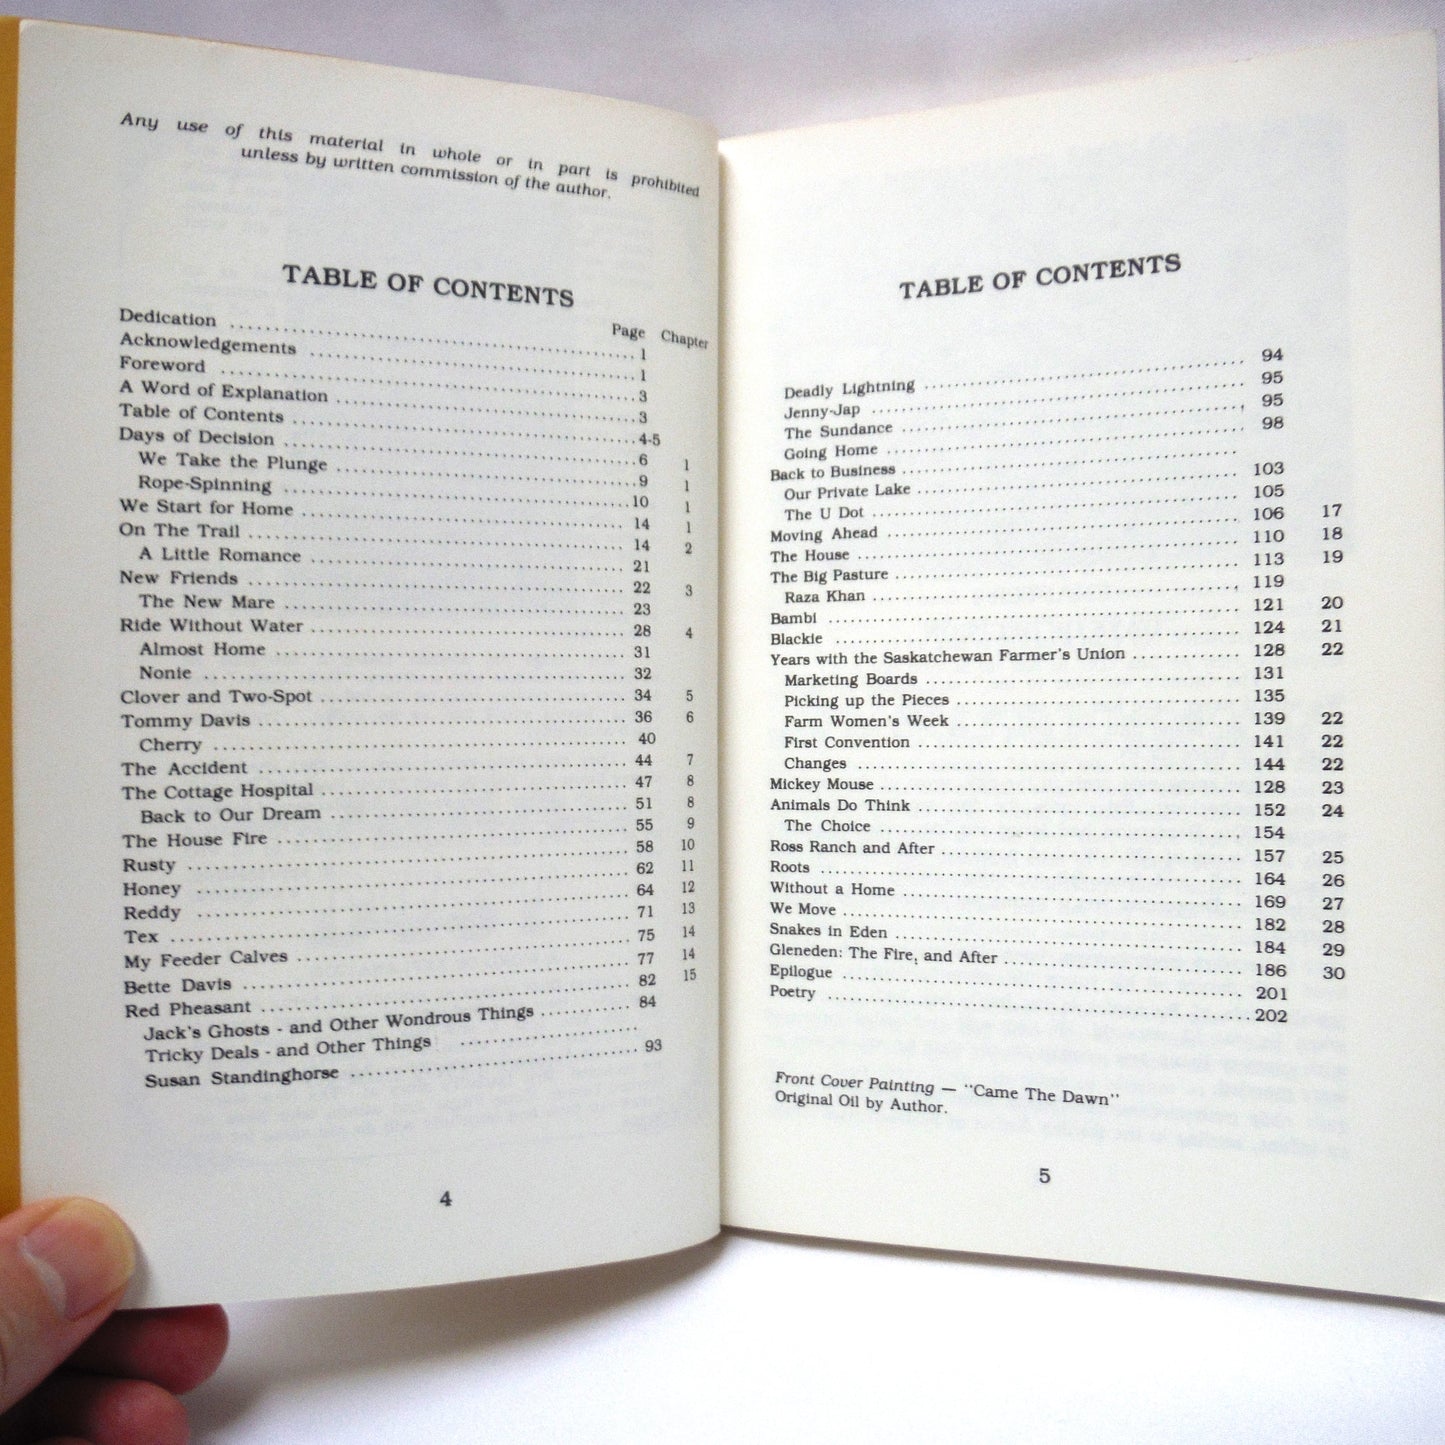 Any use of this material in whole or in part is prohibited
unless by written commission of the author.
TABLE OF CONTENTS
Page Chapter
Dedication 1
Acknowledgements 1
Foreword 3
A Word of Explanation 3
Table of Contents 4-5
Days of Decision 6 1
We Take the Plunge 9 1
Rope-Spinning 10 1
We Start for Home 14 1
On The Trail 14 2
A Little Romance 21
New Friends 22 3
The New Mare 23
Ride Without Water 28 4
Almost Home 31
Nonie 32
Clover and Two-Spot 34 5
Tommy Davis 36 6
Cherry 40
The Accident 44 7
The Cottage Hospital 47 8
Back to Our Dream 51 8
The House Fire 55 9
Rusty 58 10
Honey 62 11
Reddy 64 12
Tex 71 13
My Feeder Calves 75 14
Bette Davis 77 14
Red Pheasant 82 15
Jack's Ghosts - and Other Wondrous Things 84
Tricky Deals - and Other Things
Susan Standinghorse 93
4
TABLE OF CONTENTS
Deadly Lightning 94
Jenny-Jap 95
The Sundance 95
Going Home 98
Back to Business
Our Private Lake 103
The U Dot 105
Moving Ahead 106 17
The House 110 18
The Big Pasture 113 19
Raza Khan 119
Bambi 121 20
Blackie 124 21
Years with the Saskatchewan Farmer's Union 128 22
Marketing Boards 131
Picking up the Pieces 135
Farm Women's Week 139 22
First Convention 141 22
Changes 144 22
Mickey Mouse 128 23
Animals Do Think 152 24
The Choice 154
Ross Ranch and After 157 25
Roots 164 26
Without a Home 169 27
We Move 182 28
Snakes in Eden 184 29
Gleneden: The Fire, and After 186 30
Epilogue 201
Poetry 202
Front Cover Painting — "Came The Dawn"
Original Oil by Author.
5